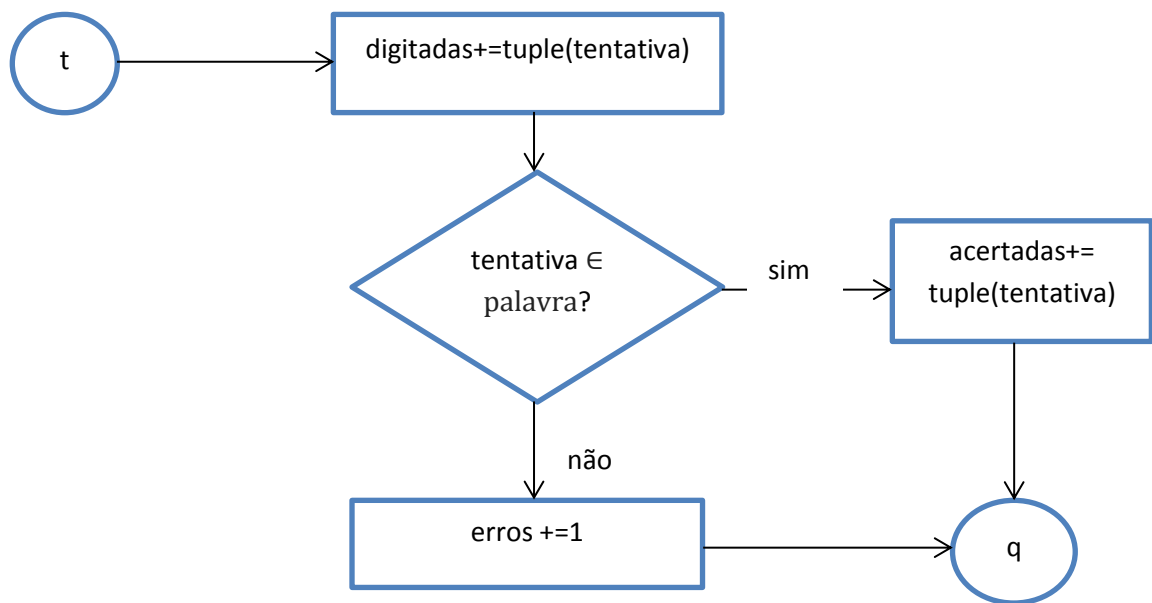 t
digitadas+=tuple(tentativa)
tentativa ∈
palavra?
sim
acertadas+=
tuple(tentativa)
não
erros +=1
q